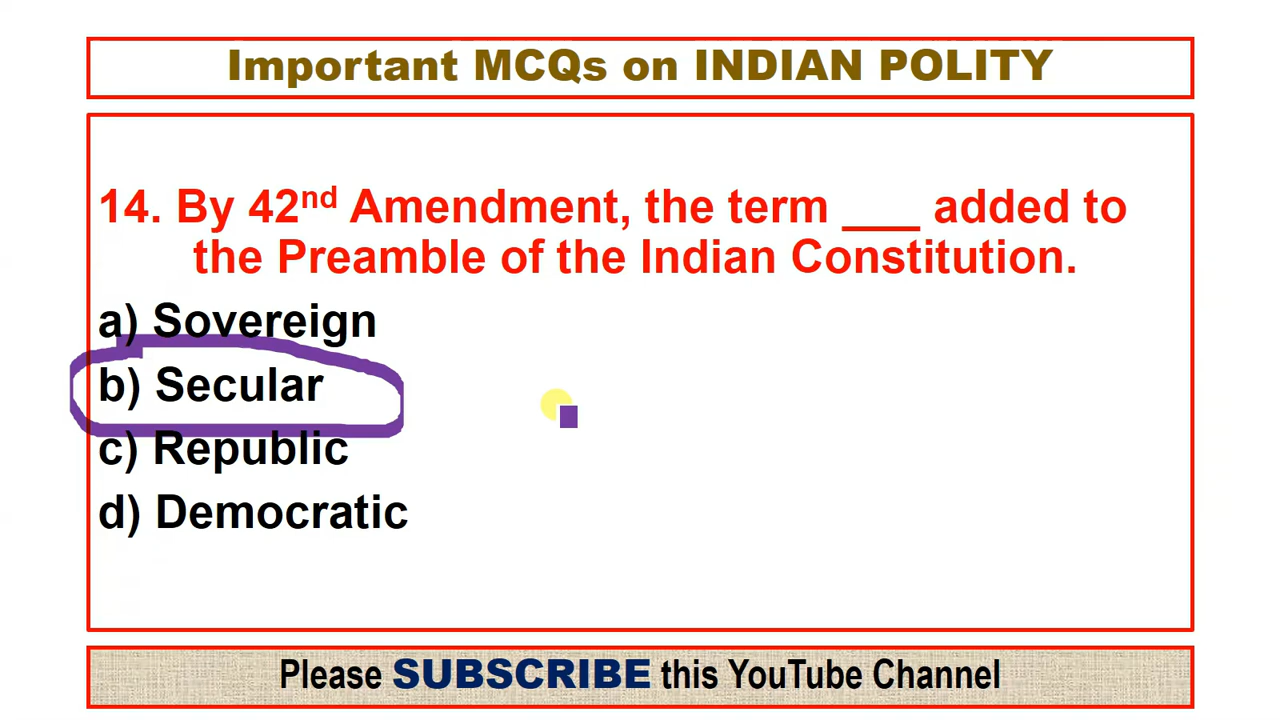 Important MCQs on INDIAN POLITY
14. By 42nd Amendment, the term ___ added to
the Preamble of the Indian Constitution.
a) Sovereign
b) Secular
c) Republic
d) Democratic
Please SUBSCRIBE this YouTube Channel